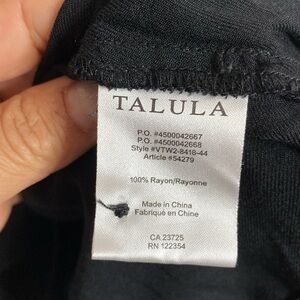 TALULA
P.O. #4500042667
P.O. #4500042668
Style #VTW2-8418-44
Article #54279
100% Rayon/Rayonne
Made in China
Fabriqué en Chine
CA 23725
RN 122354